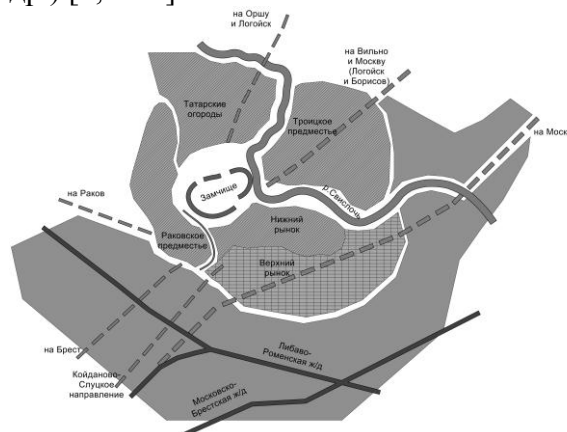 на Оршу
и Логойск
на Вильно
и Москву
(Логойск
и Борисов)
Татарские
огороды
Троицкое
предместье
на Моск
Замчище
р.Свислочь
на Раков
Нижний
рынок
Раковское
предместье
Верхний
рынок
на Брест
Либаво-
Роменская ж/д
Койданово-
Слуцкое
направление
Московско-
Брестская ж/д